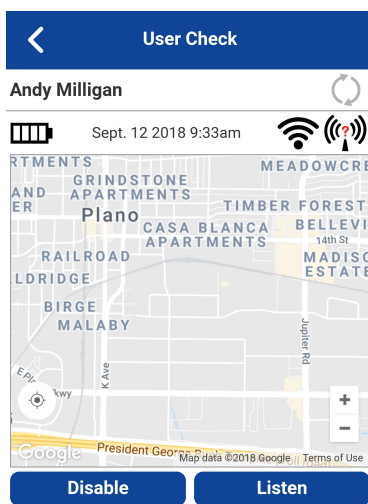 User Check
Andy Milligan
Sept. 12 2018 9:33am
?
RTMENTS
MEADOWCRE
GRINDSTONE
APARTMENTS
AND
ER
TIMBER FOREST
Plano
CASA BLANCA
APARTMENTS
BELLEVI
14th St
RAILROAD
MADISO
ESTATE
LDRIDGE
BIRGE
MALABY
Jupiter Rd
K Ave
E Pl
kwy
+
−
Google
President George
Map data ©2018 Google
Terms of Use
Disable
Listen